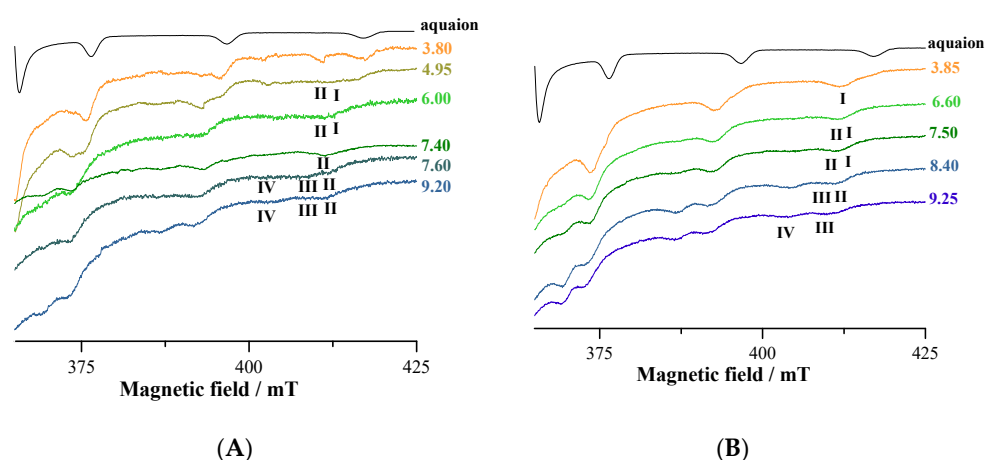 aquaion
3.80
4.95
II I
6.00
II I
7.40
II
7.60
IV III II
9.20
IV III II
375 400 425
Magnetic field / mT
(A)
aquaion
3.85
I
6.60
II I
7.50
II I
8.40
III II
9.25
IV III
375 400 425
Magnetic field / mT
(B)